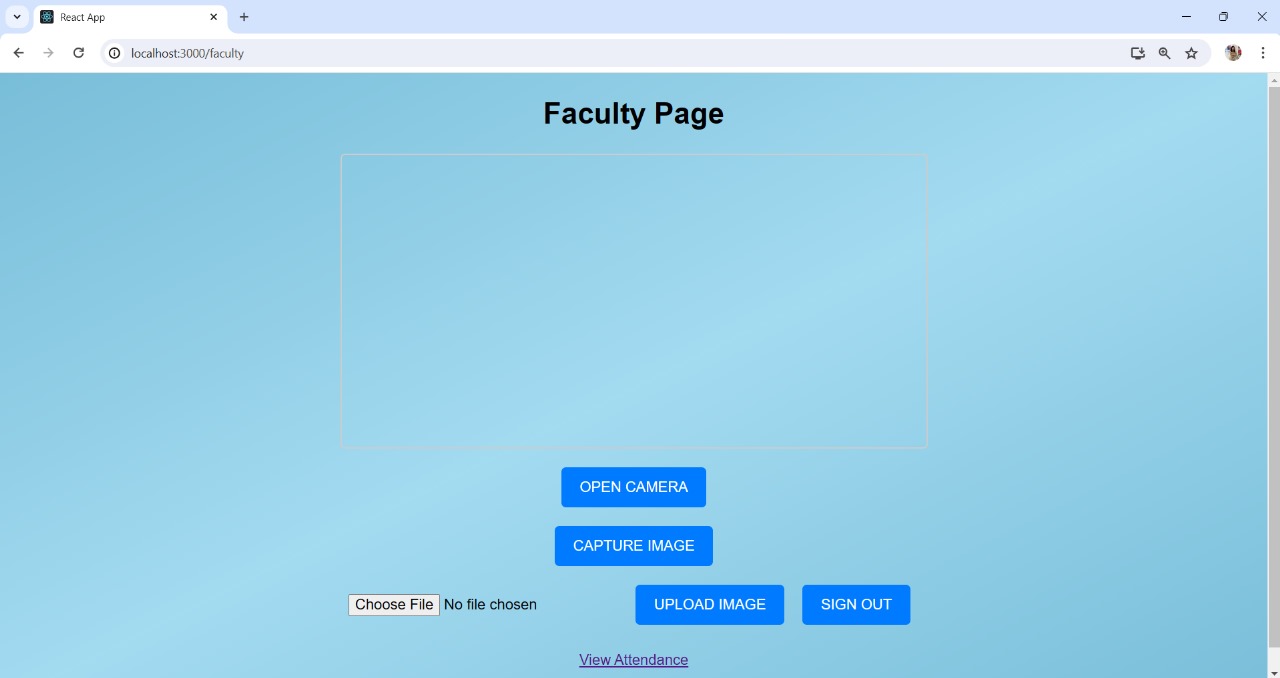 React App
localhost:3000/faculty
Faculty Page
OPEN CAMERA
CAPTURE IMAGE
Choose File No file chosen UPLOAD IMAGE SIGN OUT
View Attendance